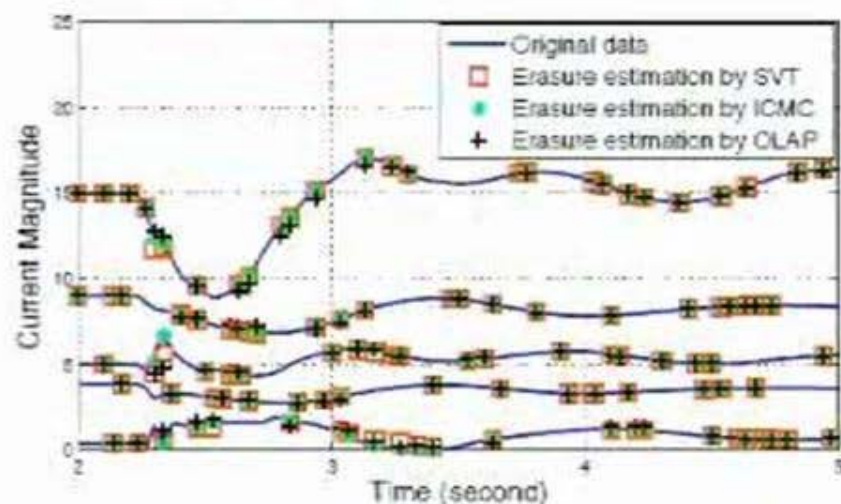 25
20
15
10
5
0
Current Magnitude
Original data
Erasure estimation by SVT
Erasure estimation by ICMC
Erasure estimation by OLAP
2
3
4
5
Time (second)